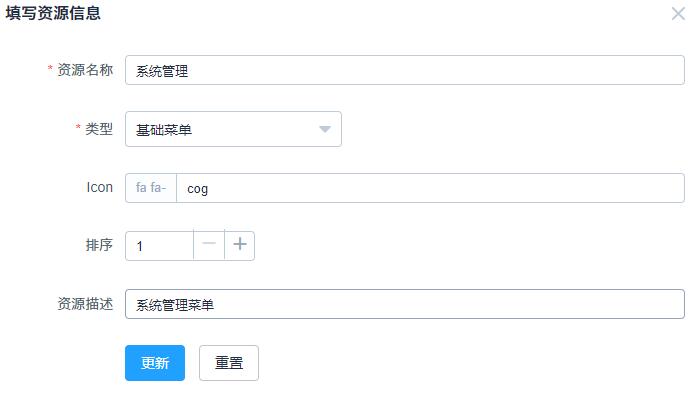 填写资源信息
* 资源名称 系统管理
* 类型 基础菜单
Icon fa fa- cog
排序 1
资源描述 系统管理菜单
更新 重置